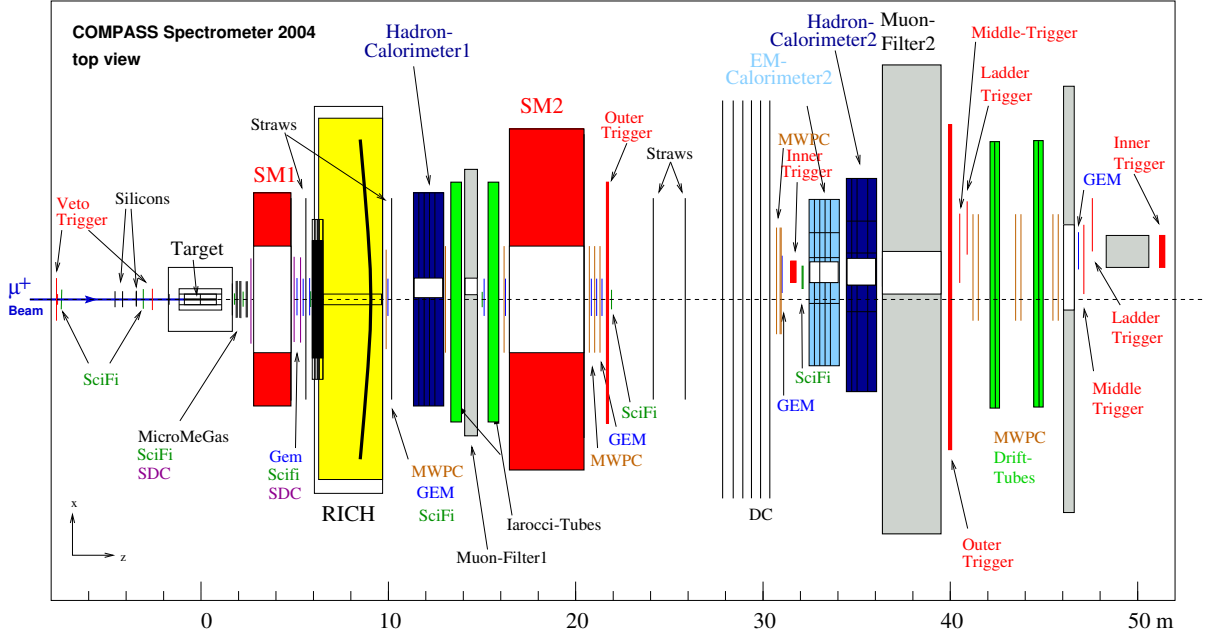 COMPASS Spectrometer 2004
top view
Hadron-
Calorimeter1
Hadron-
Calorimeter2
Muon-
Filter2
Middle-Trigger
EM-
Calorimeter2
Ladder
Trigger
SM2
Outer
Trigger
Straws
Straws
MWPC
Inner
Trigger
Inner
Trigger
GEM
SM1
Veto
Trigger
Silicons
Target
μ+
Beam
SciFi
MicroMeGas
SciFi
SDC
Gem
Scifi
SDC
RICH
MWPC
GEM
SciFi
Iarocci-Tubes
Muon-Filter1
SciFi
GEM
MWPC
DC
SciFi
GEM
Ladder
Trigger
Middle
Trigger
MWPC
Drift-
Tubes
Outer
Trigger
x
z
0
10
20
30
40
50 m